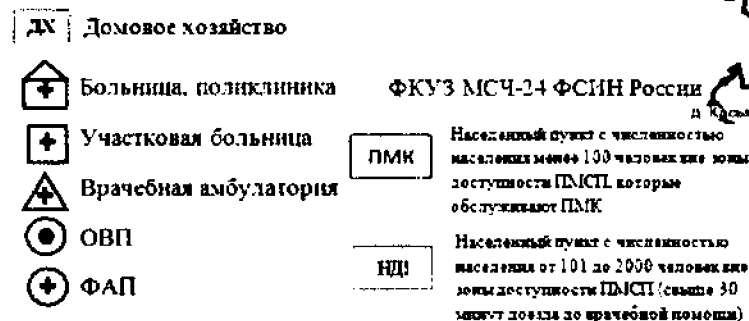 ДХ Домовое хозяйство
Больница, поликлиника
Участковая больница
Врачебная амбулатория
ОВП
ФАП
ФКУЗ МСЧ-24 ФСИН России
д.
ПМК
Населенный пункт с численностью
населения менее 100 человек вне зоны
доступности ПМСП, которые
обслуживают ПМК
НД!
Населенный пункт с численностью
населения от 101 до 2000 человек вне
зоны доступности ПМСП (свыше 30
минут доезда до врачебной помощи)